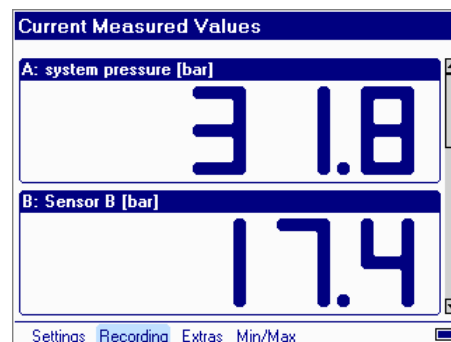 Current Measured Values
A: system pressure [bar]
31.8
B: Sensor B [bar]
17.4
Settings Recording Extras Min/Max